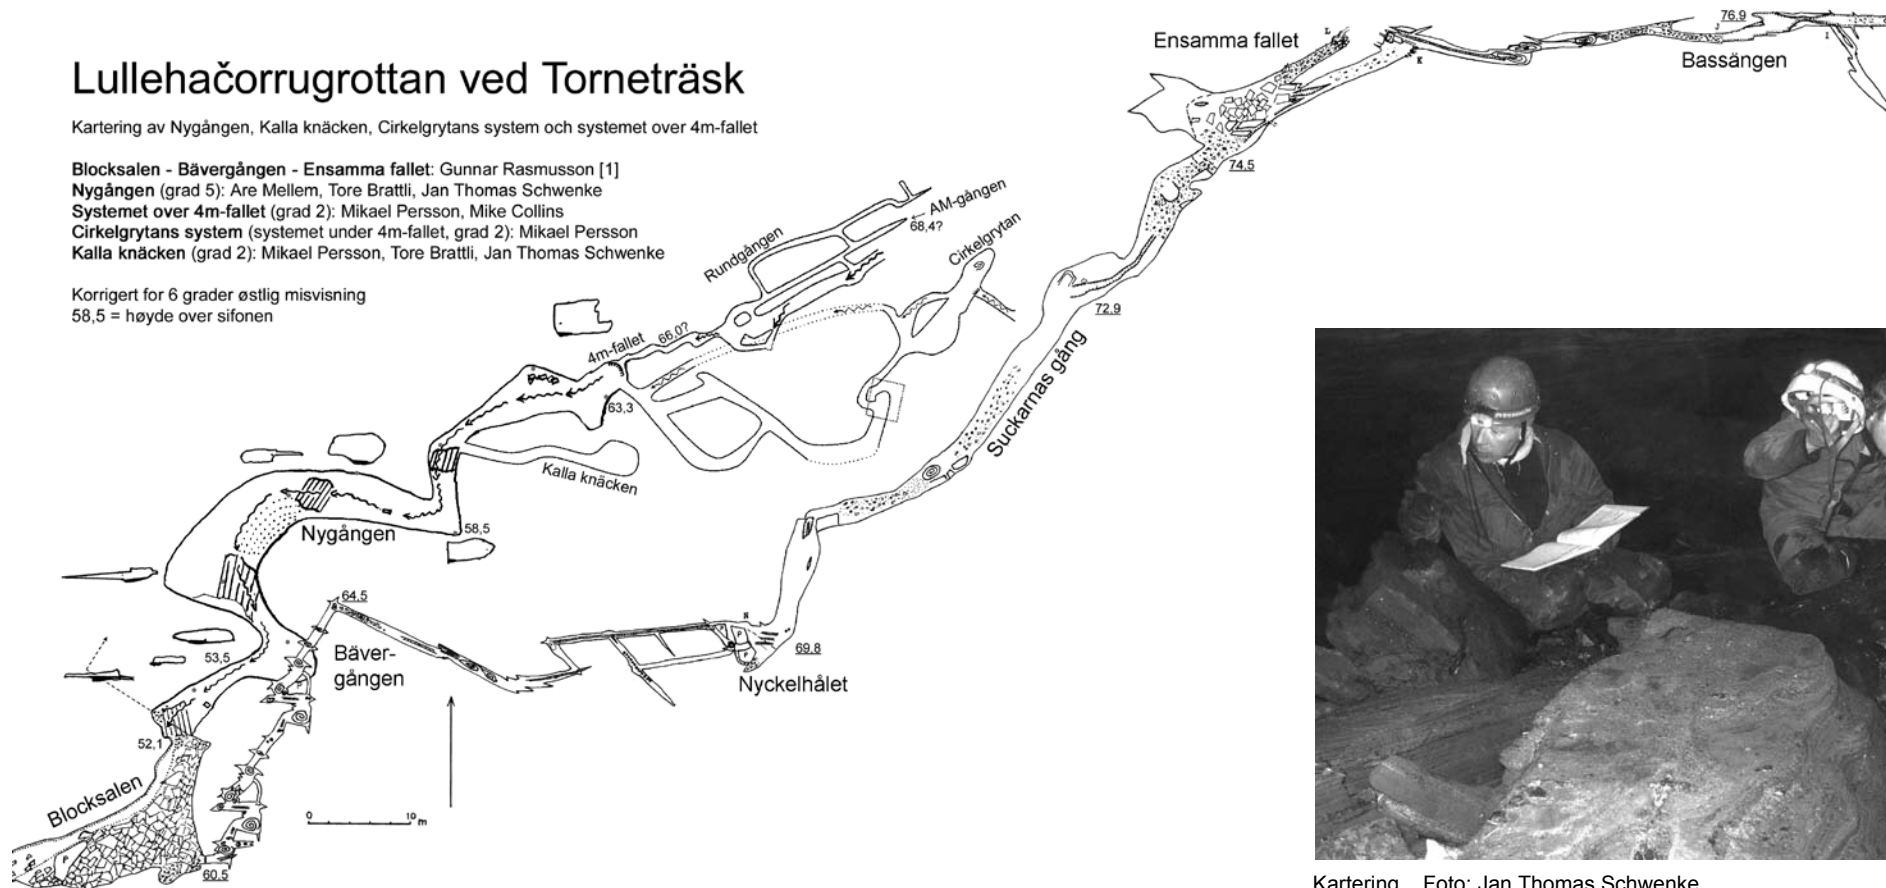 Lullehačorrugrottan ved Torneträsk
Kartering av Nygången, Kalla knäcken, Cirkelgrytans system och systemet over 4m-fallet
Blocksalen - Bävergången - Ensamma fallet: Gunnar Rasmusson [1]
Nygången (grad 5): Are Mellem, Tore Brattli, Jan Thomas Schwenke
Systemet over 4m-fallet (grad 2): Mikael Persson, Mike Collins
Cirkelgrytans system (systemet under 4m-fallet, grad 2): Mikael Persson
Kalla knäcken (grad 2): Mikael Persson, Tore Brattli, Jan Thomas Schwenke
Korrigert for 6 grader østlig misvisning
58,5 = høyde over sifonen
Ensamma fallet
L
K
76.9
J
I
Bassängen
74.5
72.9
Suckarnas gång
AM-gången
68,4?
Rundgången
Cirkelgrytan
4m-fallet
66,0?
63,3
Kalla knäcken
Nygången
58,5
64.5
Bäver-
gången
N
P
P
P
69.8
Nyckelhålet
53,5
52,1
Blocksalen
P
P
60.5
0 10 m
Kartering Foto: Jan Thomas Schwenke